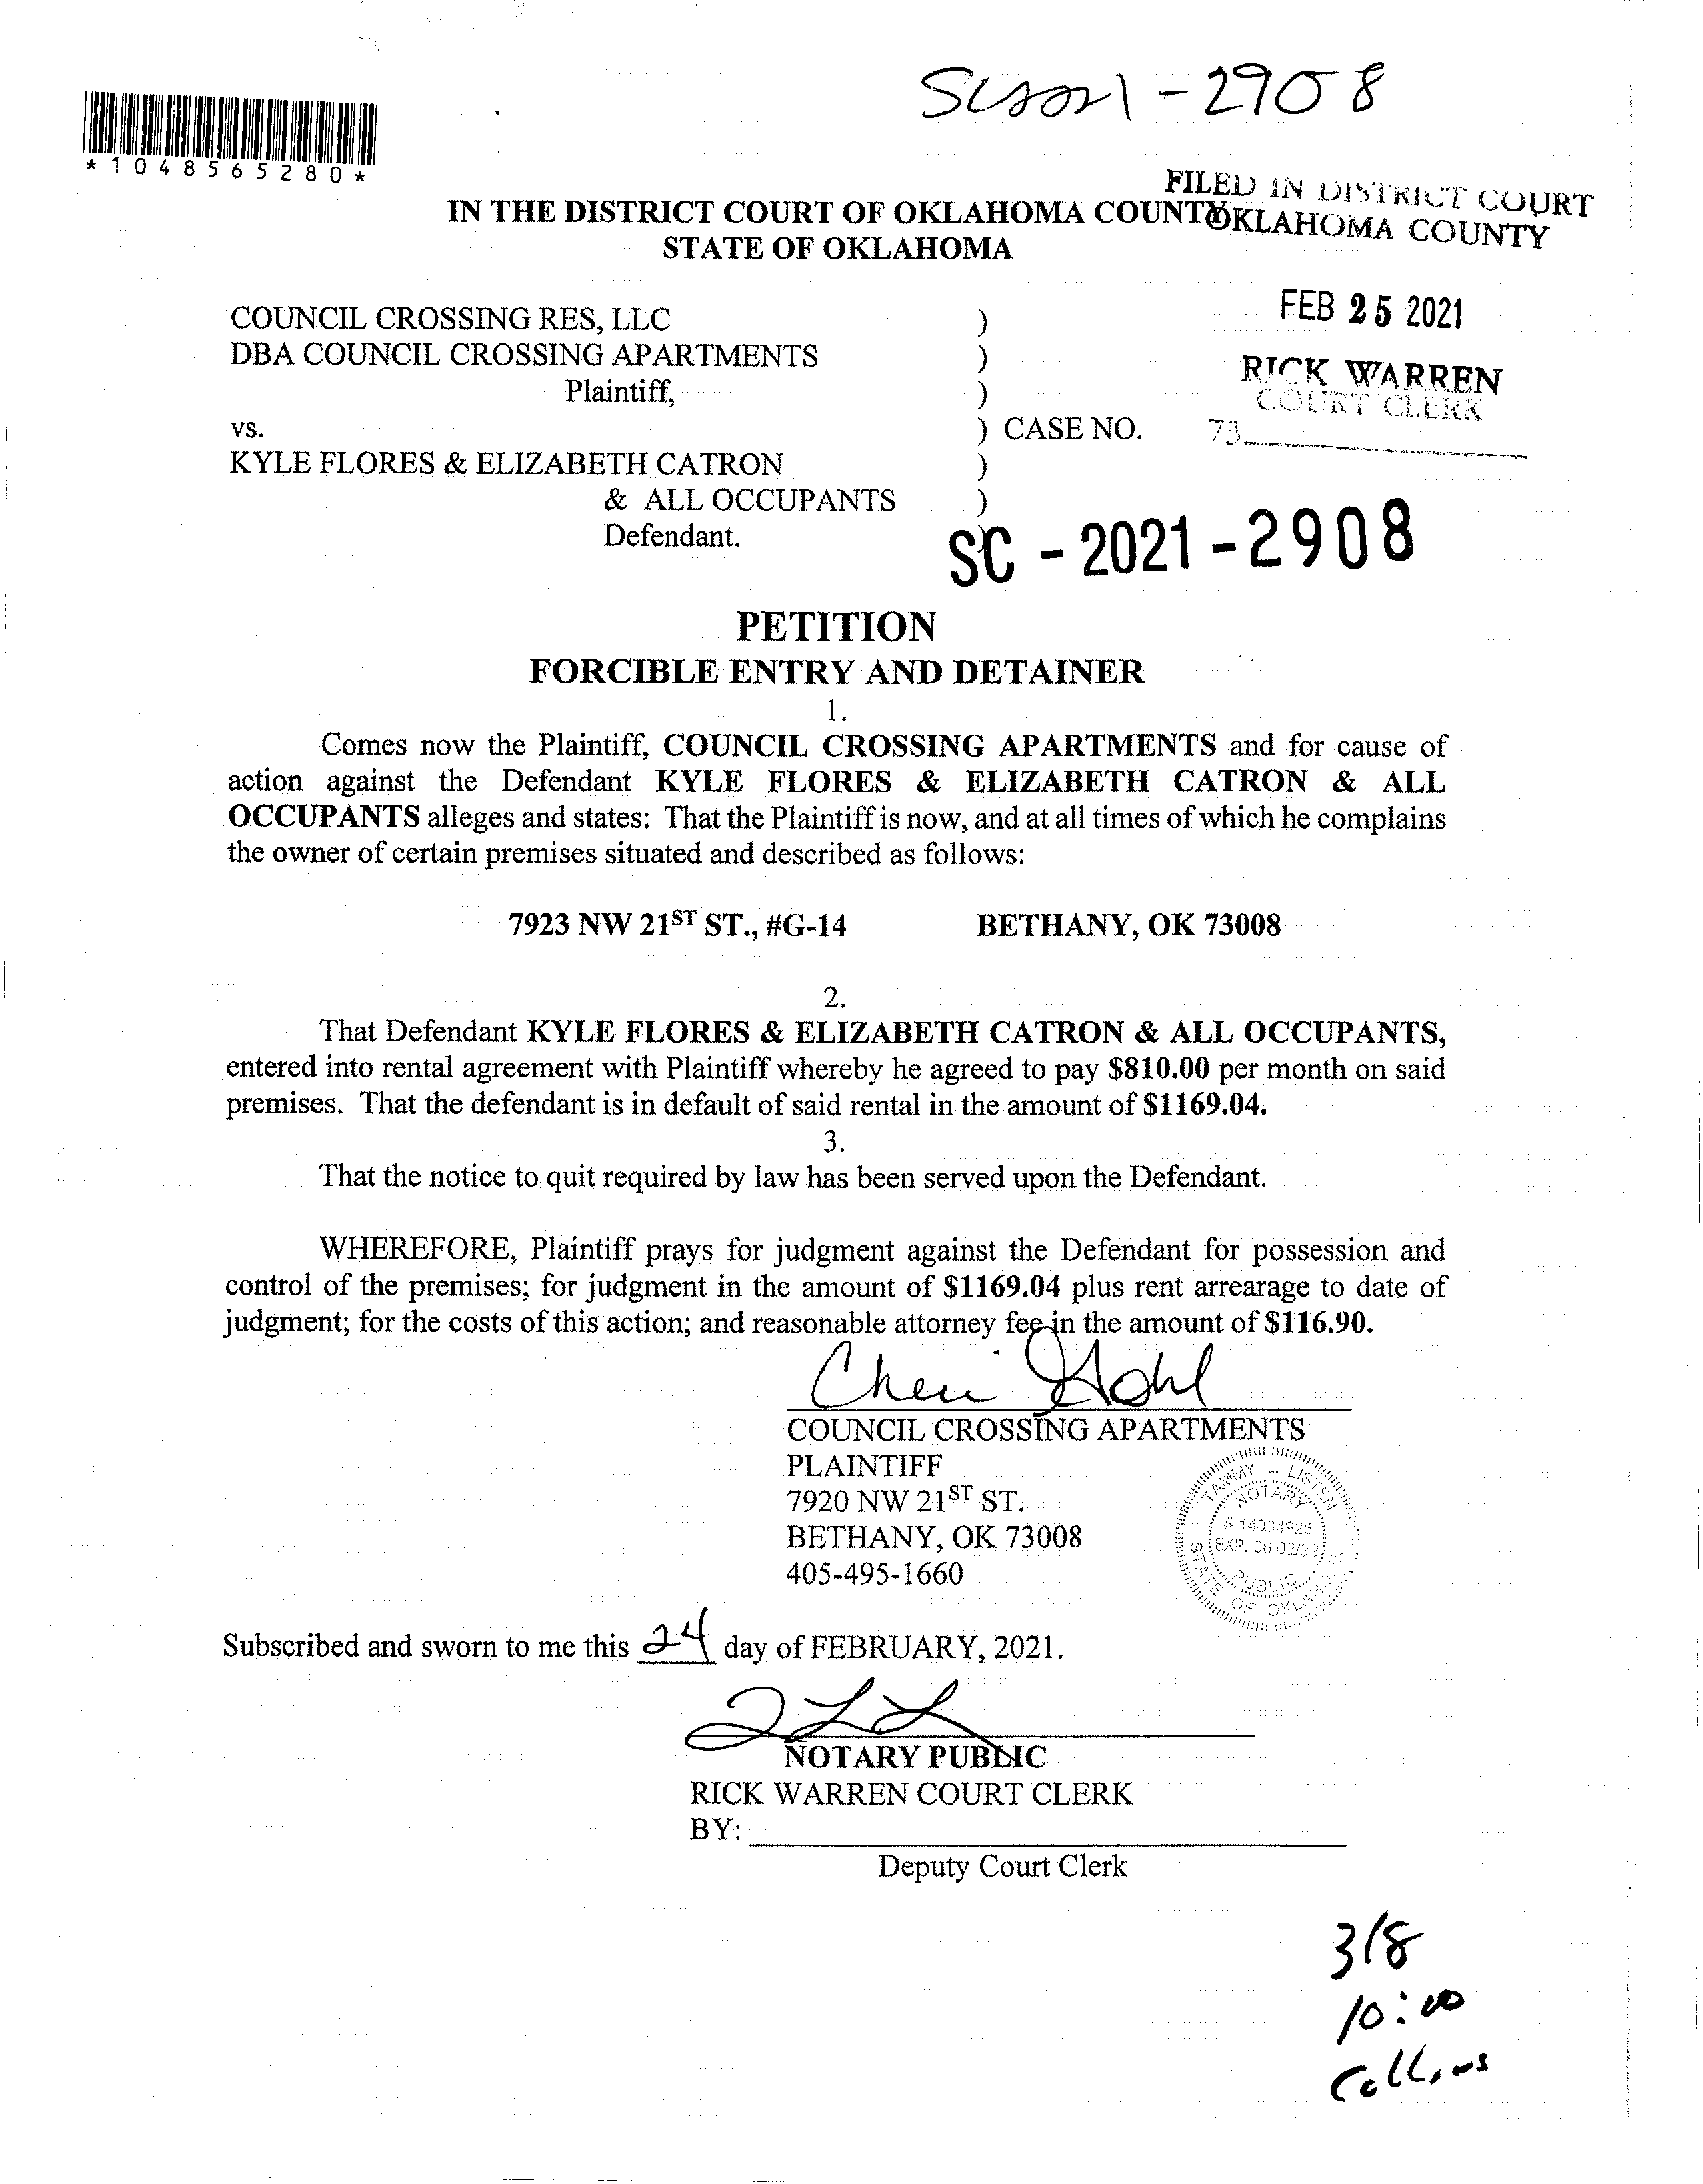 SC2021-2908
*1048565280*
FILED IN DISTRICT COURT
OKLAHOMA COUNTY
IN THE DISTRICT COURT OF OKLAHOMA COUNTY
STATE OF OKLAHOMA
FEB 25 2021
RICK WARREN
COURT CLERK
73
COUNCIL CROSSING RES, LLC )
DBA COUNCIL CROSSING APARTMENTS )
Plaintiff, )
vs. ) CASE NO.
KYLE FLORES & ELIZABETH CATRON )
& ALL OCCUPANTS )
Defendant.
SC - 2021 - 2908
PETITION
FORCIBLE ENTRY AND DETAINER
1.
Comes now the Plaintiff, COUNCIL CROSSING APARTMENTS and for cause of
action against the Defendant KYLE FLORES & ELIZABETH CATRON & ALL
OCCUPANTS alleges and states: That the Plaintiff is now, and at all times of which he complains
the owner of certain premises situated and described as follows:
7923 NW 21ST ST., #G-14 BETHANY, OK 73008
2.
That Defendant KYLE FLORES & ELIZABETH CATRON & ALL OCCUPANTS,
entered into rental agreement with Plaintiff whereby he agreed to pay $810.00 per month on said
premises. That the defendant is in default of said rental in the amount of $1169.04.
3.
That the notice to quit required by law has been served upon the Defendant.
WHEREFORE, Plaintiff prays for judgment against the Defendant for possession and
control of the premises; for judgment in the amount of $1169.04 plus rent arrearage to date of
judgment; for the costs of this action; and reasonable attorney fee in the amount of $116.90.
COUNCIL CROSSING APARTMENTS
PLAINTIFF
7920 NW 21ST ST.
BETHANY, OK 73008
405-495-1660
NOTARY
PUBLIC
STATE OF
Subscribed and sworn to me this 24 day of FEBRUARY, 2021.
NOTARY PUBLIC
RICK WARREN COURT CLERK
BY:
Deputy Court Clerk
3/8
10:00
Collins